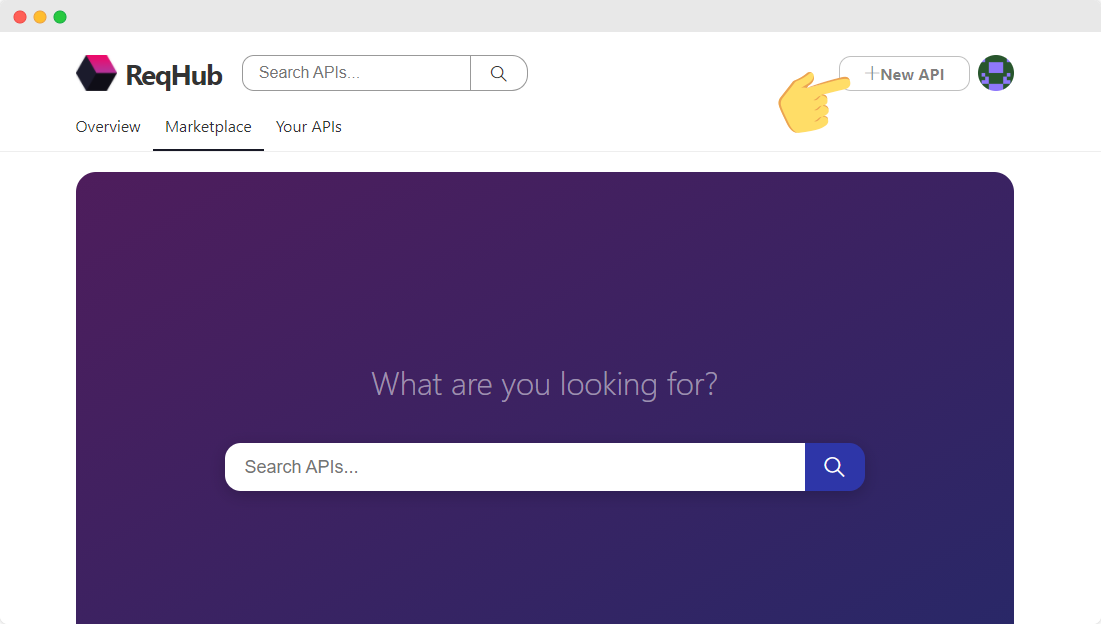 ReqHub
Search APIs...
+New API
Overview
Marketplace
Your APIs
What are you looking for?
Search APIs...